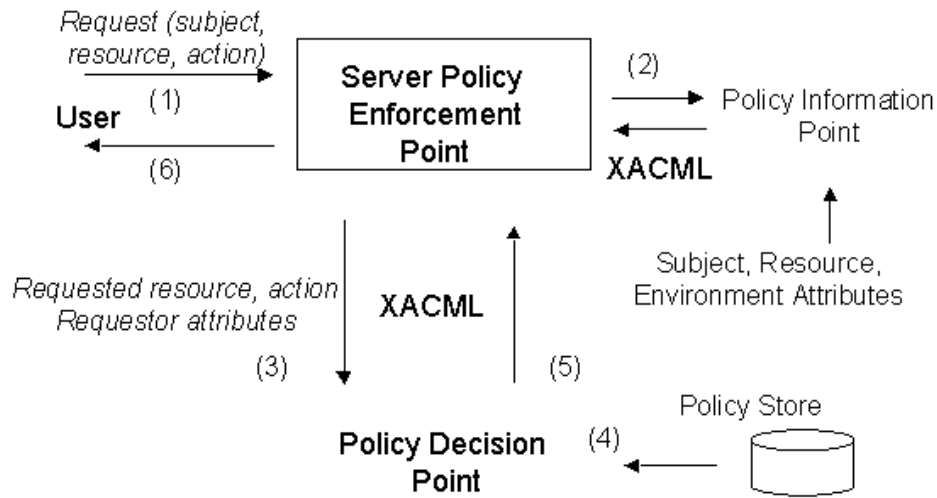 Request (subject,
resource, action)
(1)
User
(6)
Server Policy
Enforcement
Point
(2)
Policy Information
Point
XACML
Subject, Resource,
Environment Attributes
Requested resource, action
Requestor attributes
XACML
(3)
(5)
Policy Store
Policy Decision
Point
(4)